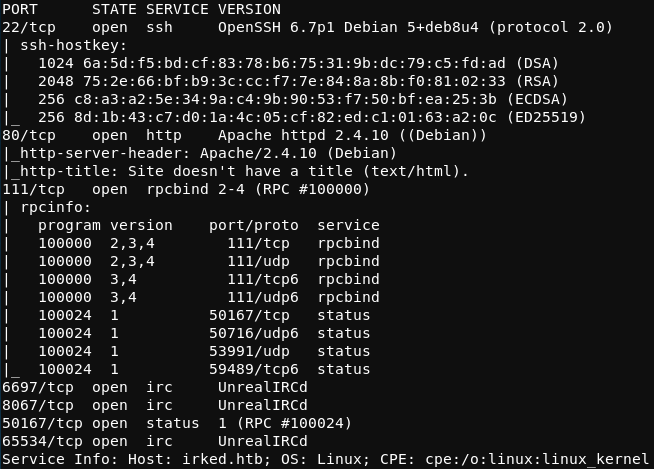 PORT      STATE SERVICE VERSION
22/tcp    open  ssh     OpenSSH 6.7p1 Debian 5+deb8u4 (protocol 2.0)
| ssh-hostkey:
|   1024 6a:5d:f5:bd:cf:83:78:b6:75:31:9b:dc:79:c5:fd:ad (DSA)
|   2048 75:2e:66:bf:b9:3c:cc:f7:7e:84:8a:8b:f0:81:02:33 (RSA)
|   256 c8:a3:a2:5e:34:9a:c4:9b:90:53:f7:50:bf:ea:25:3b (ECDSA)
|_  256 8d:1b:43:c7:d0:1a:4c:05:cf:82:ed:c1:01:63:a2:0c (ED25519)
80/tcp    open  http    Apache httpd 2.4.10 ((Debian))
|_http-server-header: Apache/2.4.10 (Debian)
|_http-title: Site doesn't have a title (text/html).
111/tcp   open  rpcbind 2-4 (RPC #100000)
| rpcinfo:
|   program version    port/proto  service
|   100000  2,3,4        111/tcp   rpcbind
|   100000  2,3,4        111/udp   rpcbind
|   100000  3,4          111/tcp6  rpcbind
|   100000  3,4          111/udp6  rpcbind
|   100024  1          50167/tcp   status
|   100024  1          50716/udp6  status
|   100024  1          53991/udp   status
|_  100024  1          59489/tcp6  status
6697/tcp  open  irc     UnrealIRCd
8067/tcp  open  irc     UnrealIRCd
50167/tcp open  status  1 (RPC #100024)
65534/tcp open  irc     UnrealIRCd
Service Info: Host: irked.htb; OS: Linux; CPE: cpe:/o:linux:linux_kernel